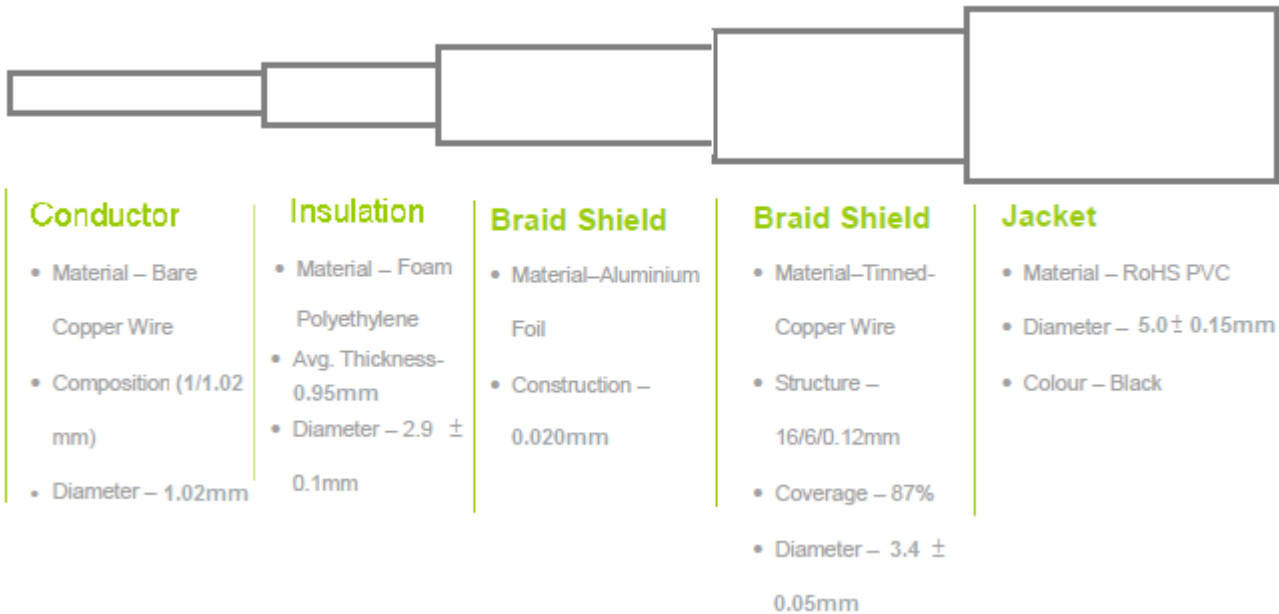 Conductor
• Material – Bare
Copper Wire
• Composition (1/1.02
mm)
• Diameter – 1.02mm
Insulation
• Material – Foam
Polyethylene
• Avg. Thickness-
0.95mm
• Diameter – 2.9 ±
0.1mm
Braid Shield
• Material–Aluminium
Foil
• Construction –
0.020mm
Braid Shield
• Material–Tinned-
Copper Wire
• Structure –
16/6/0.12mm
• Coverage – 87%
• Diameter – 3.4 ±
0.05mm
Jacket
• Material – RoHS PVC
• Diameter – 5.0 ± 0.15mm
• Colour – Black